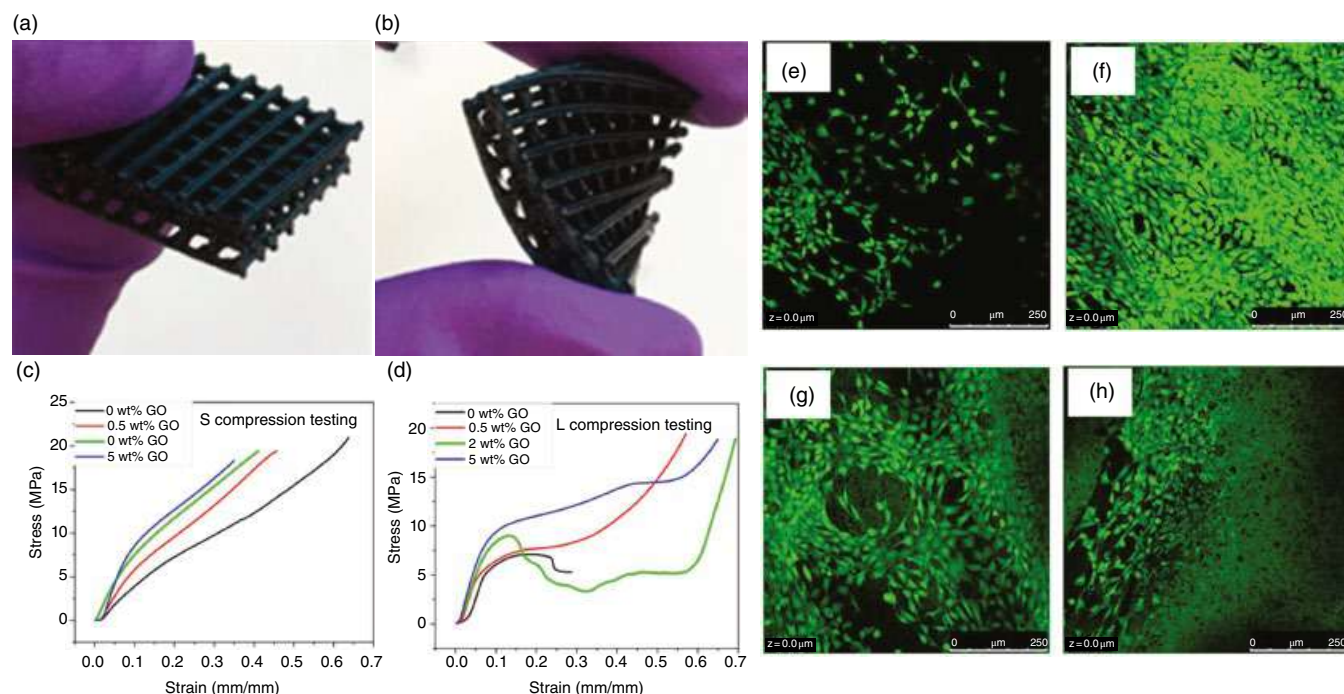 (a)
(b)
(c)
25
20
15
10
5
0
Stress (MPa)
0 wt% GO
0.5 wt% GO
0 wt% GO
5 wt% GO
S compression testing
0.0 0.1 0.2 0.3 0.4 0.5 0.6 0.7
Strain (mm/mm)
(d)
20
15
10
5
0
Stress (MPa)
0 wt% GO
0.5 wt% GO
2 wt% GO
5 wt% GO
L compression testing
0.0 0.1 0.2 0.3 0.4 0.5 0.6 0.7
Strain (mm/mm)
(e)
z = 0.0 µm
0 µm 250
(f)
z = 0.0 µm
0 µm 250
(g)
z = 0.0 µm
0 µm 250
(h)
z = 0.0 µm
0 µm 250